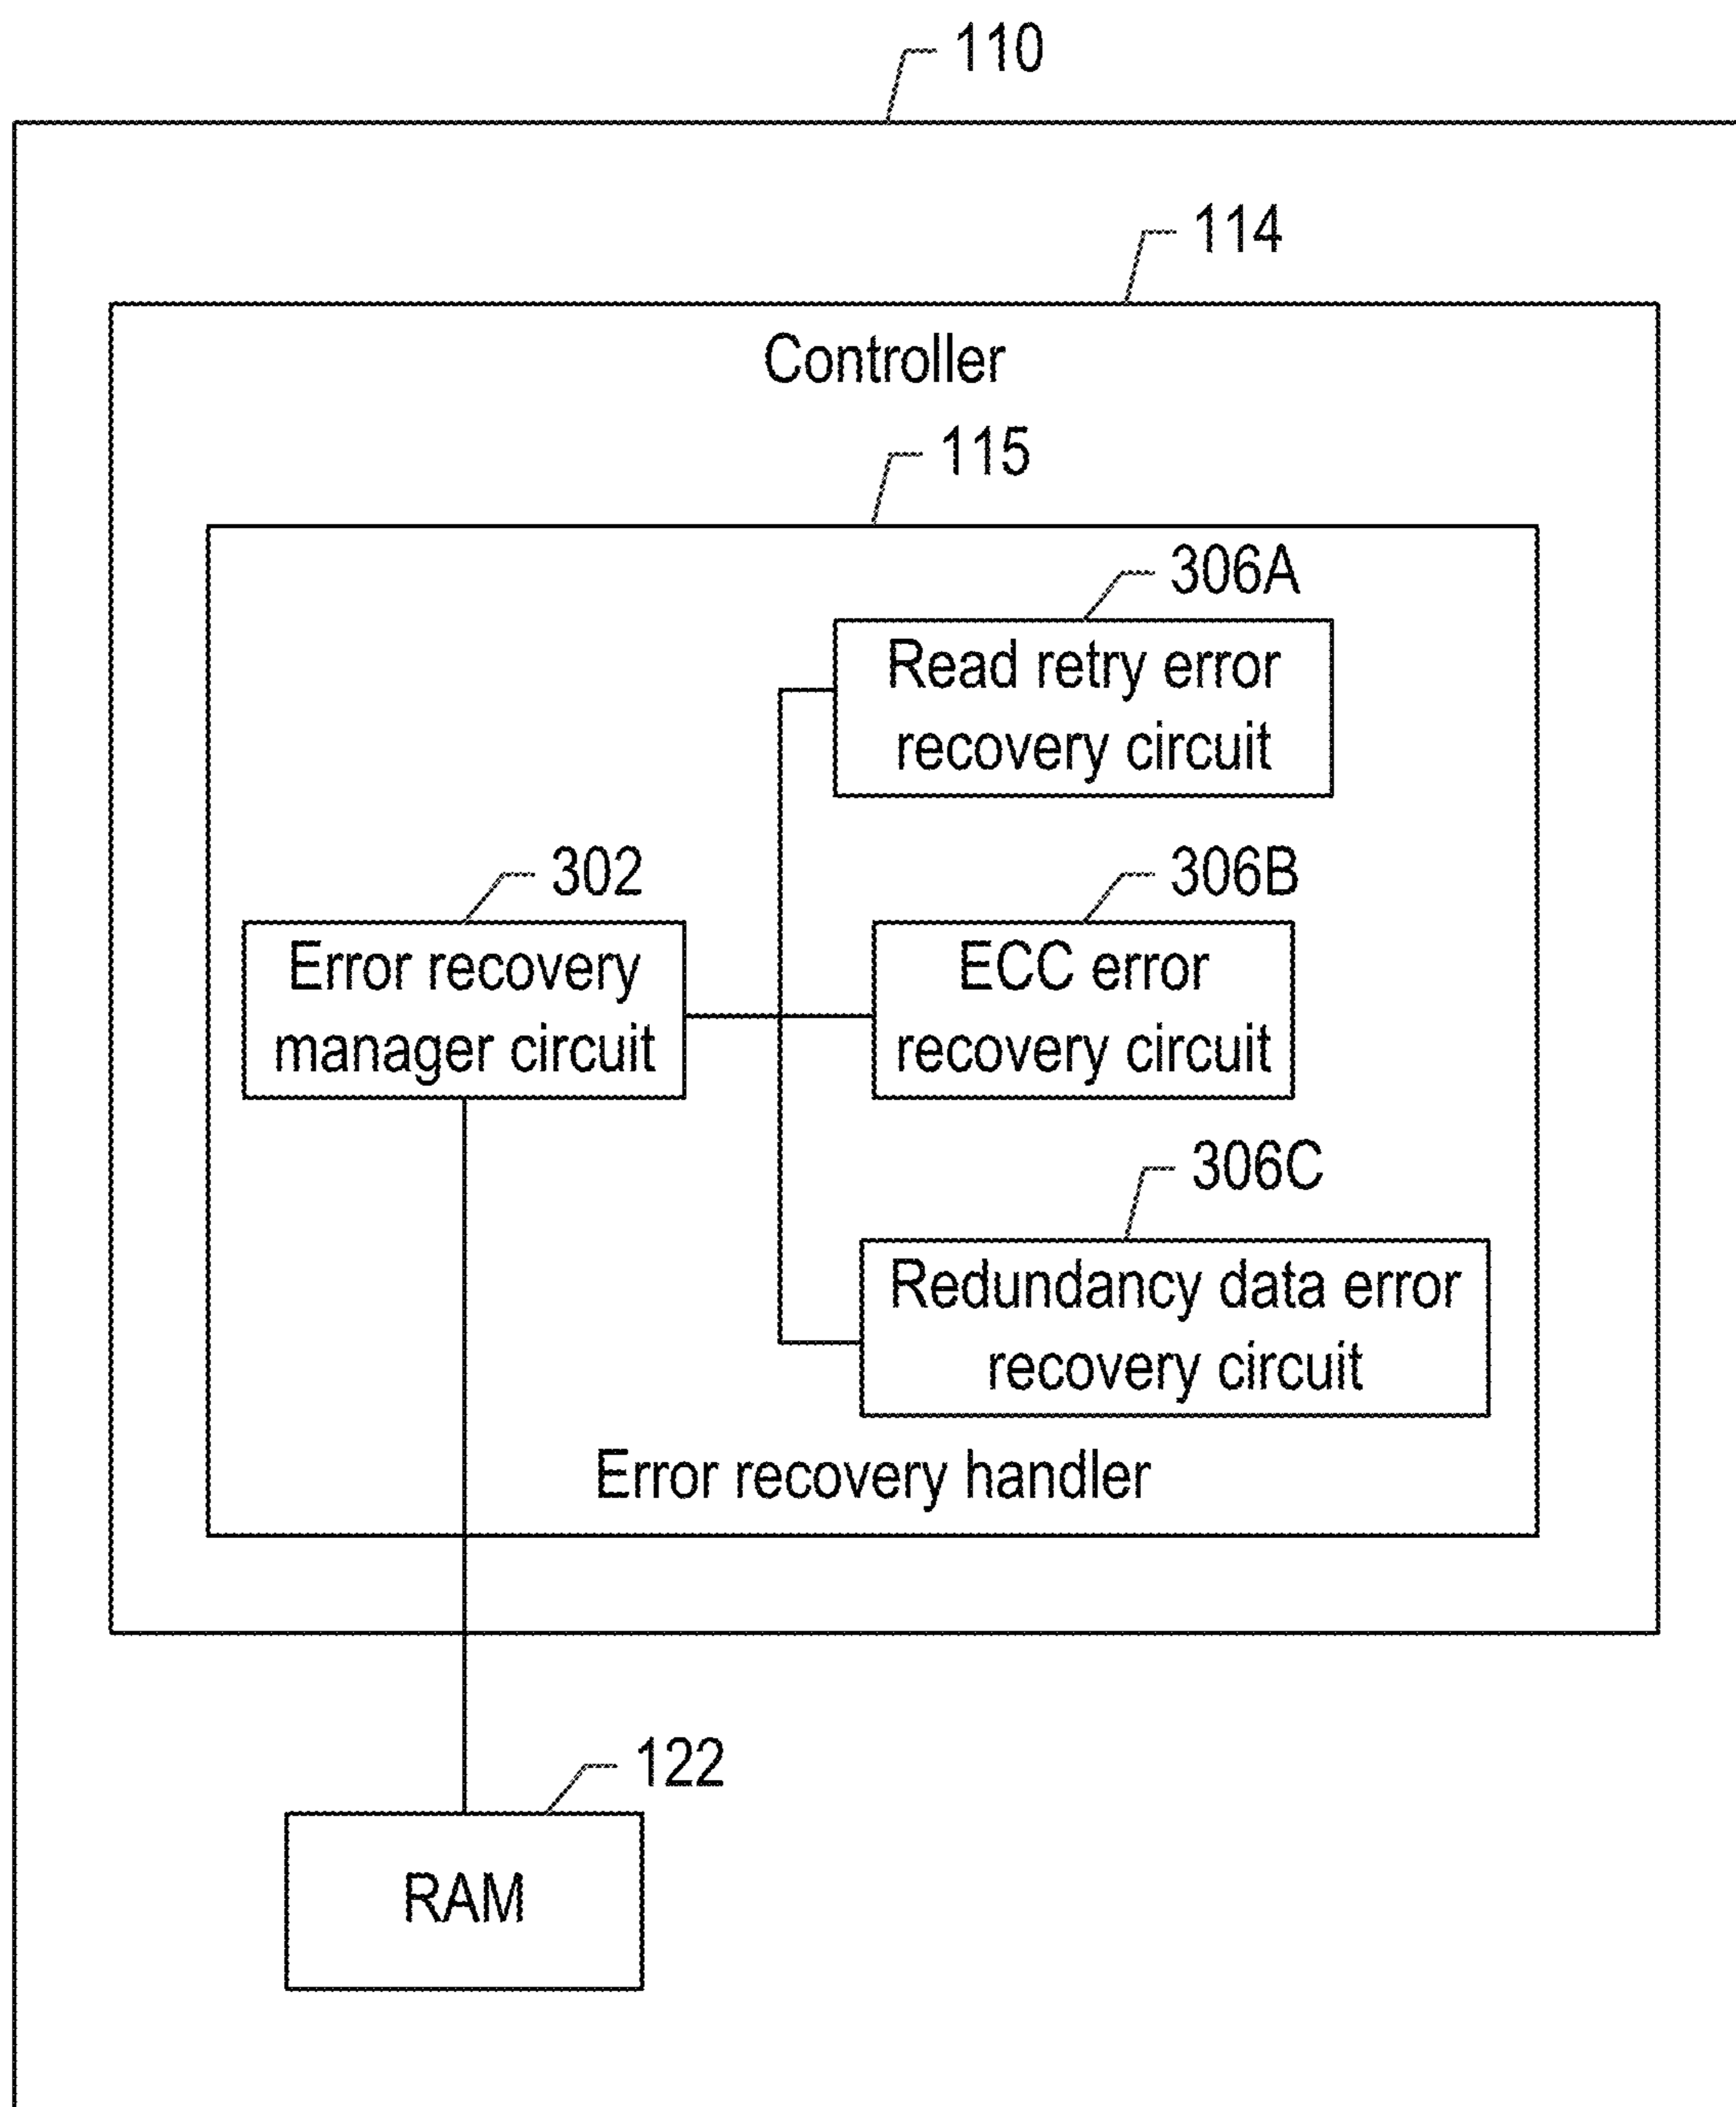 110
114
Controller
115
306A
Read retry error
recovery circuit
302
306B
Error recovery
manager circuit
ECC error
recovery circuit
306C
Redundancy data error
recovery circuit
Error recovery handler
122
RAM